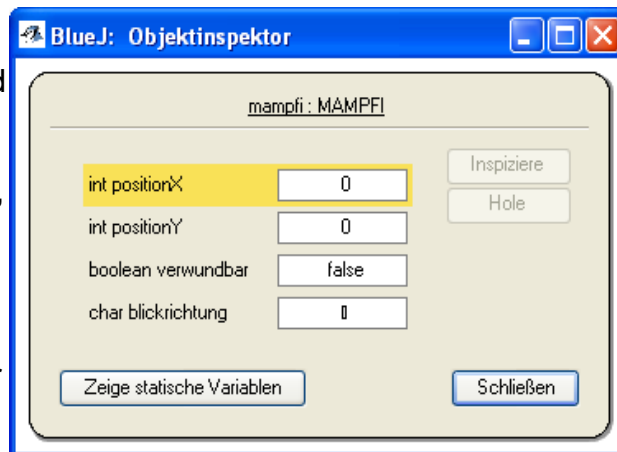 BlueJ: Objektinspektor
mampfi : MAMPFI
int positionX 0
Inspiziere
Hole
int positionY 0
boolean verwundbar false
char blickrichtung
Zeige statische Variablen
Schließen